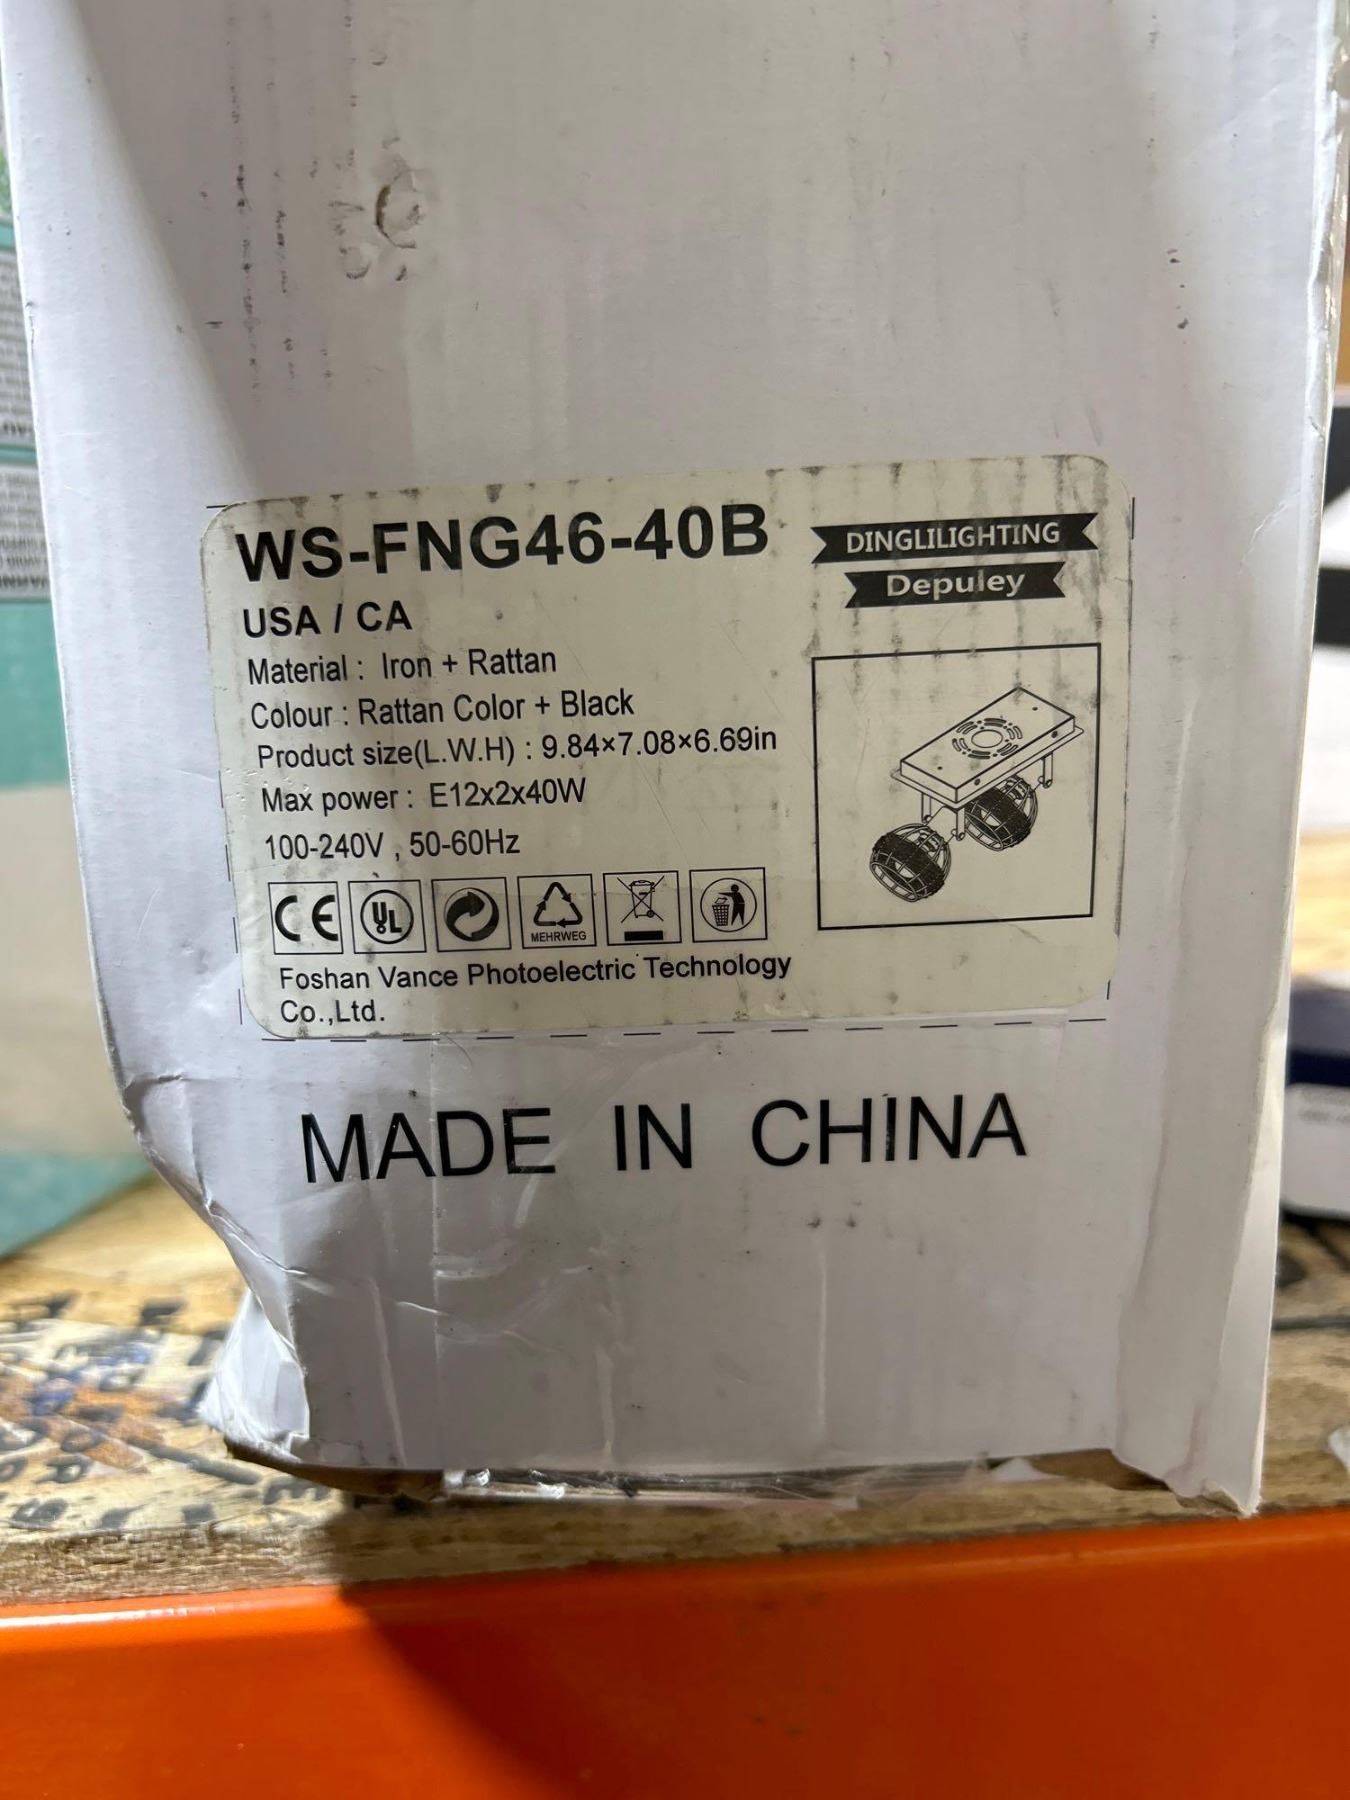 WS-FNG46-40B
USA / CA
Material : Iron + Rattan
Colour : Rattan Color + Black
Product size(L.W.H) : 9.84×7.08×6.69in
Max power : E12x2x40W
100-240V , 50-60Hz
DINGLILIGHTING
Depuley
CE
UL
MEHRWEG
Foshan Vance Photoelectric Technology
Co.,Ltd.
MADE IN CHINA